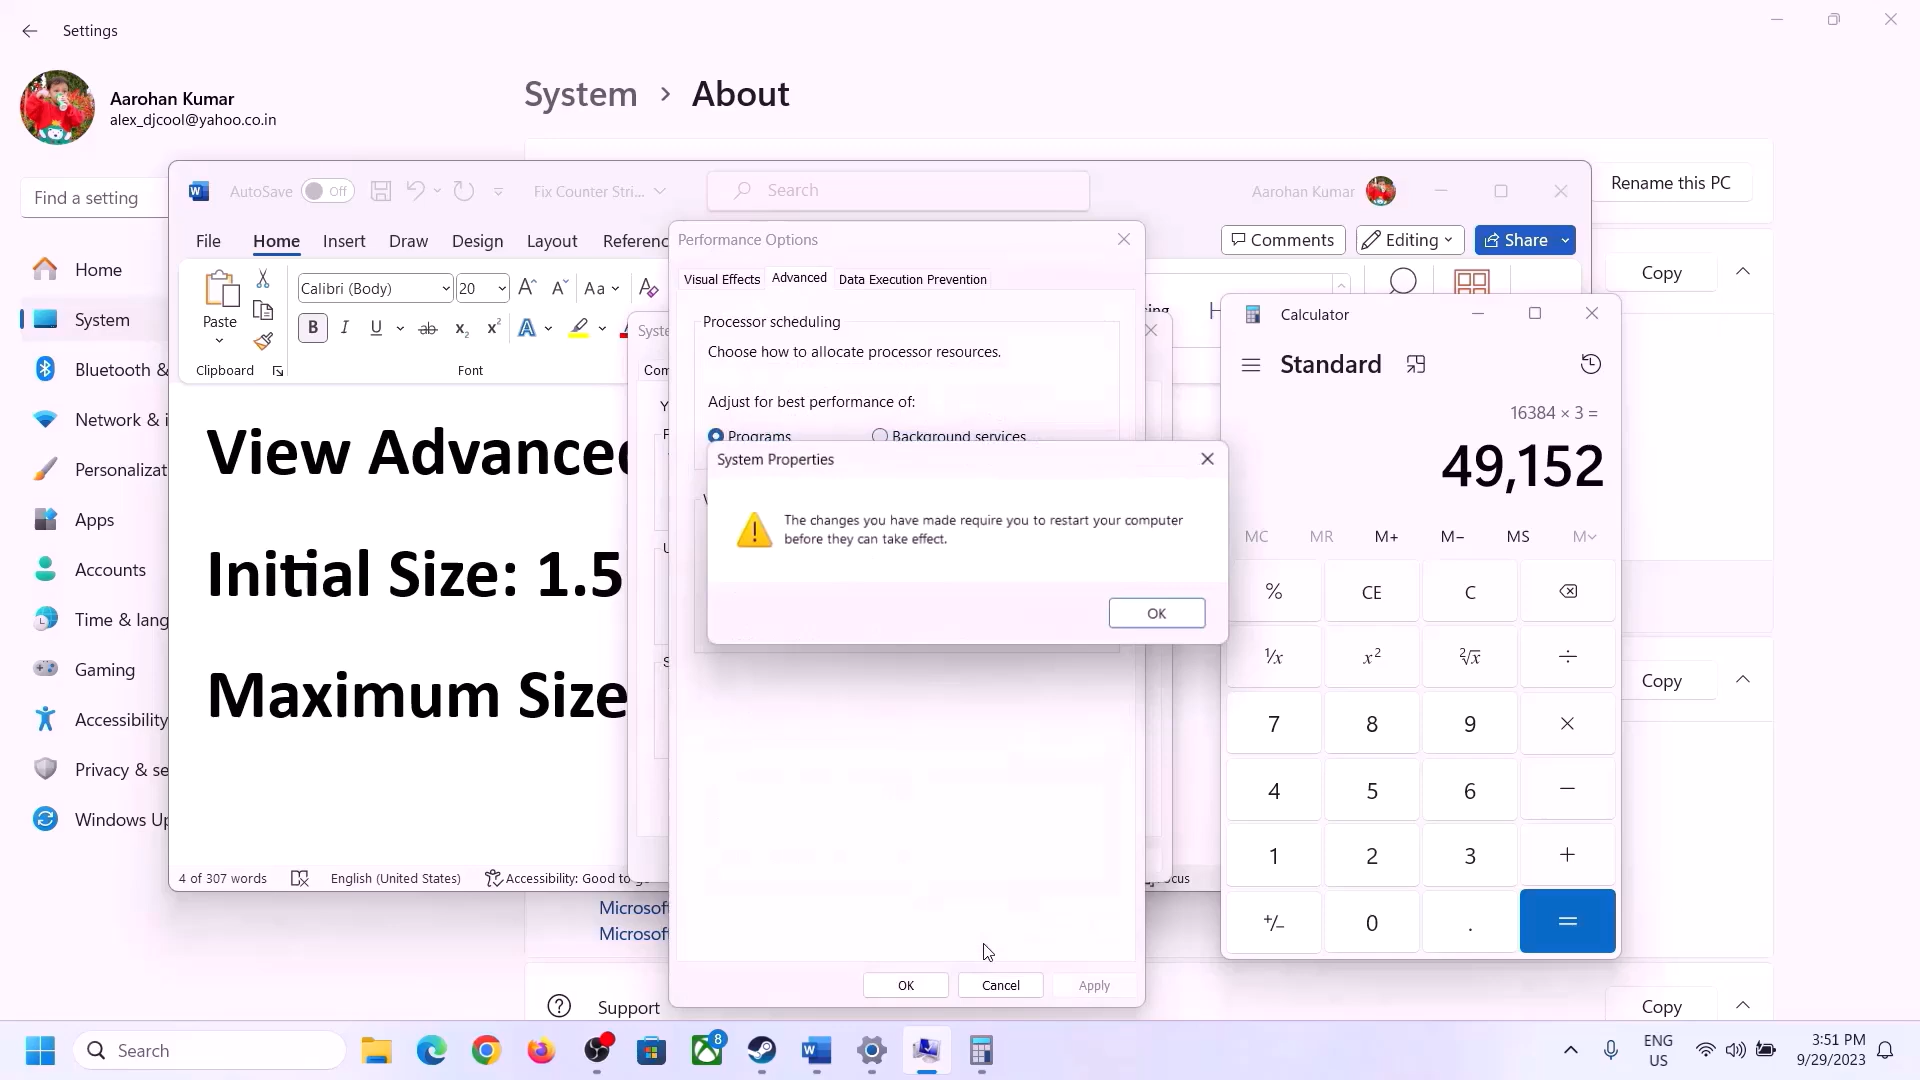 Settings
Aarohan Kumar
alex_djcool@yahoo.co.in
System > About
Find a setting
Home
System
Bluetooth &
Network & i
Personalizat
Apps
Accounts
Time & lang
Gaming
Accessibility
Privacy & se
Windows Up
Rename this PC
Copy
Copy
Copy
Support
AutoSave Off
Fix Counter Stri...
Search
Aarohan Kumar
File Home Insert Draw Design Layout Referenc
Comments Editing Share
Paste
Calibri (Body) 20
Aa
B I U ab x₂ x² A
Clipboard Font
View Advanced
Initial Size: 1.5
Maximum Size
4 of 307 words English (United States) Accessibility: Good to
Microsof
Microsof
Performance Options
Visual Effects Advanced Data Execution Prevention
Processor scheduling
Choose how to allocate processor resources.
Adjust for best performance of:
Programs Background services
System Properties
The changes you have made require you to restart your computer
before they can take effect.
OK
OK Cancel Apply
Calculator
Standard
16384 × 3 =
49,152
MC MR M+ M− MS M
% CE C
¹/x x² ²√x ÷
7 8 9 ×
4 5 6 −
1 2 3 +
+/− 0 . =
Search
8
ENG
US
3:51 PM
9/29/2023